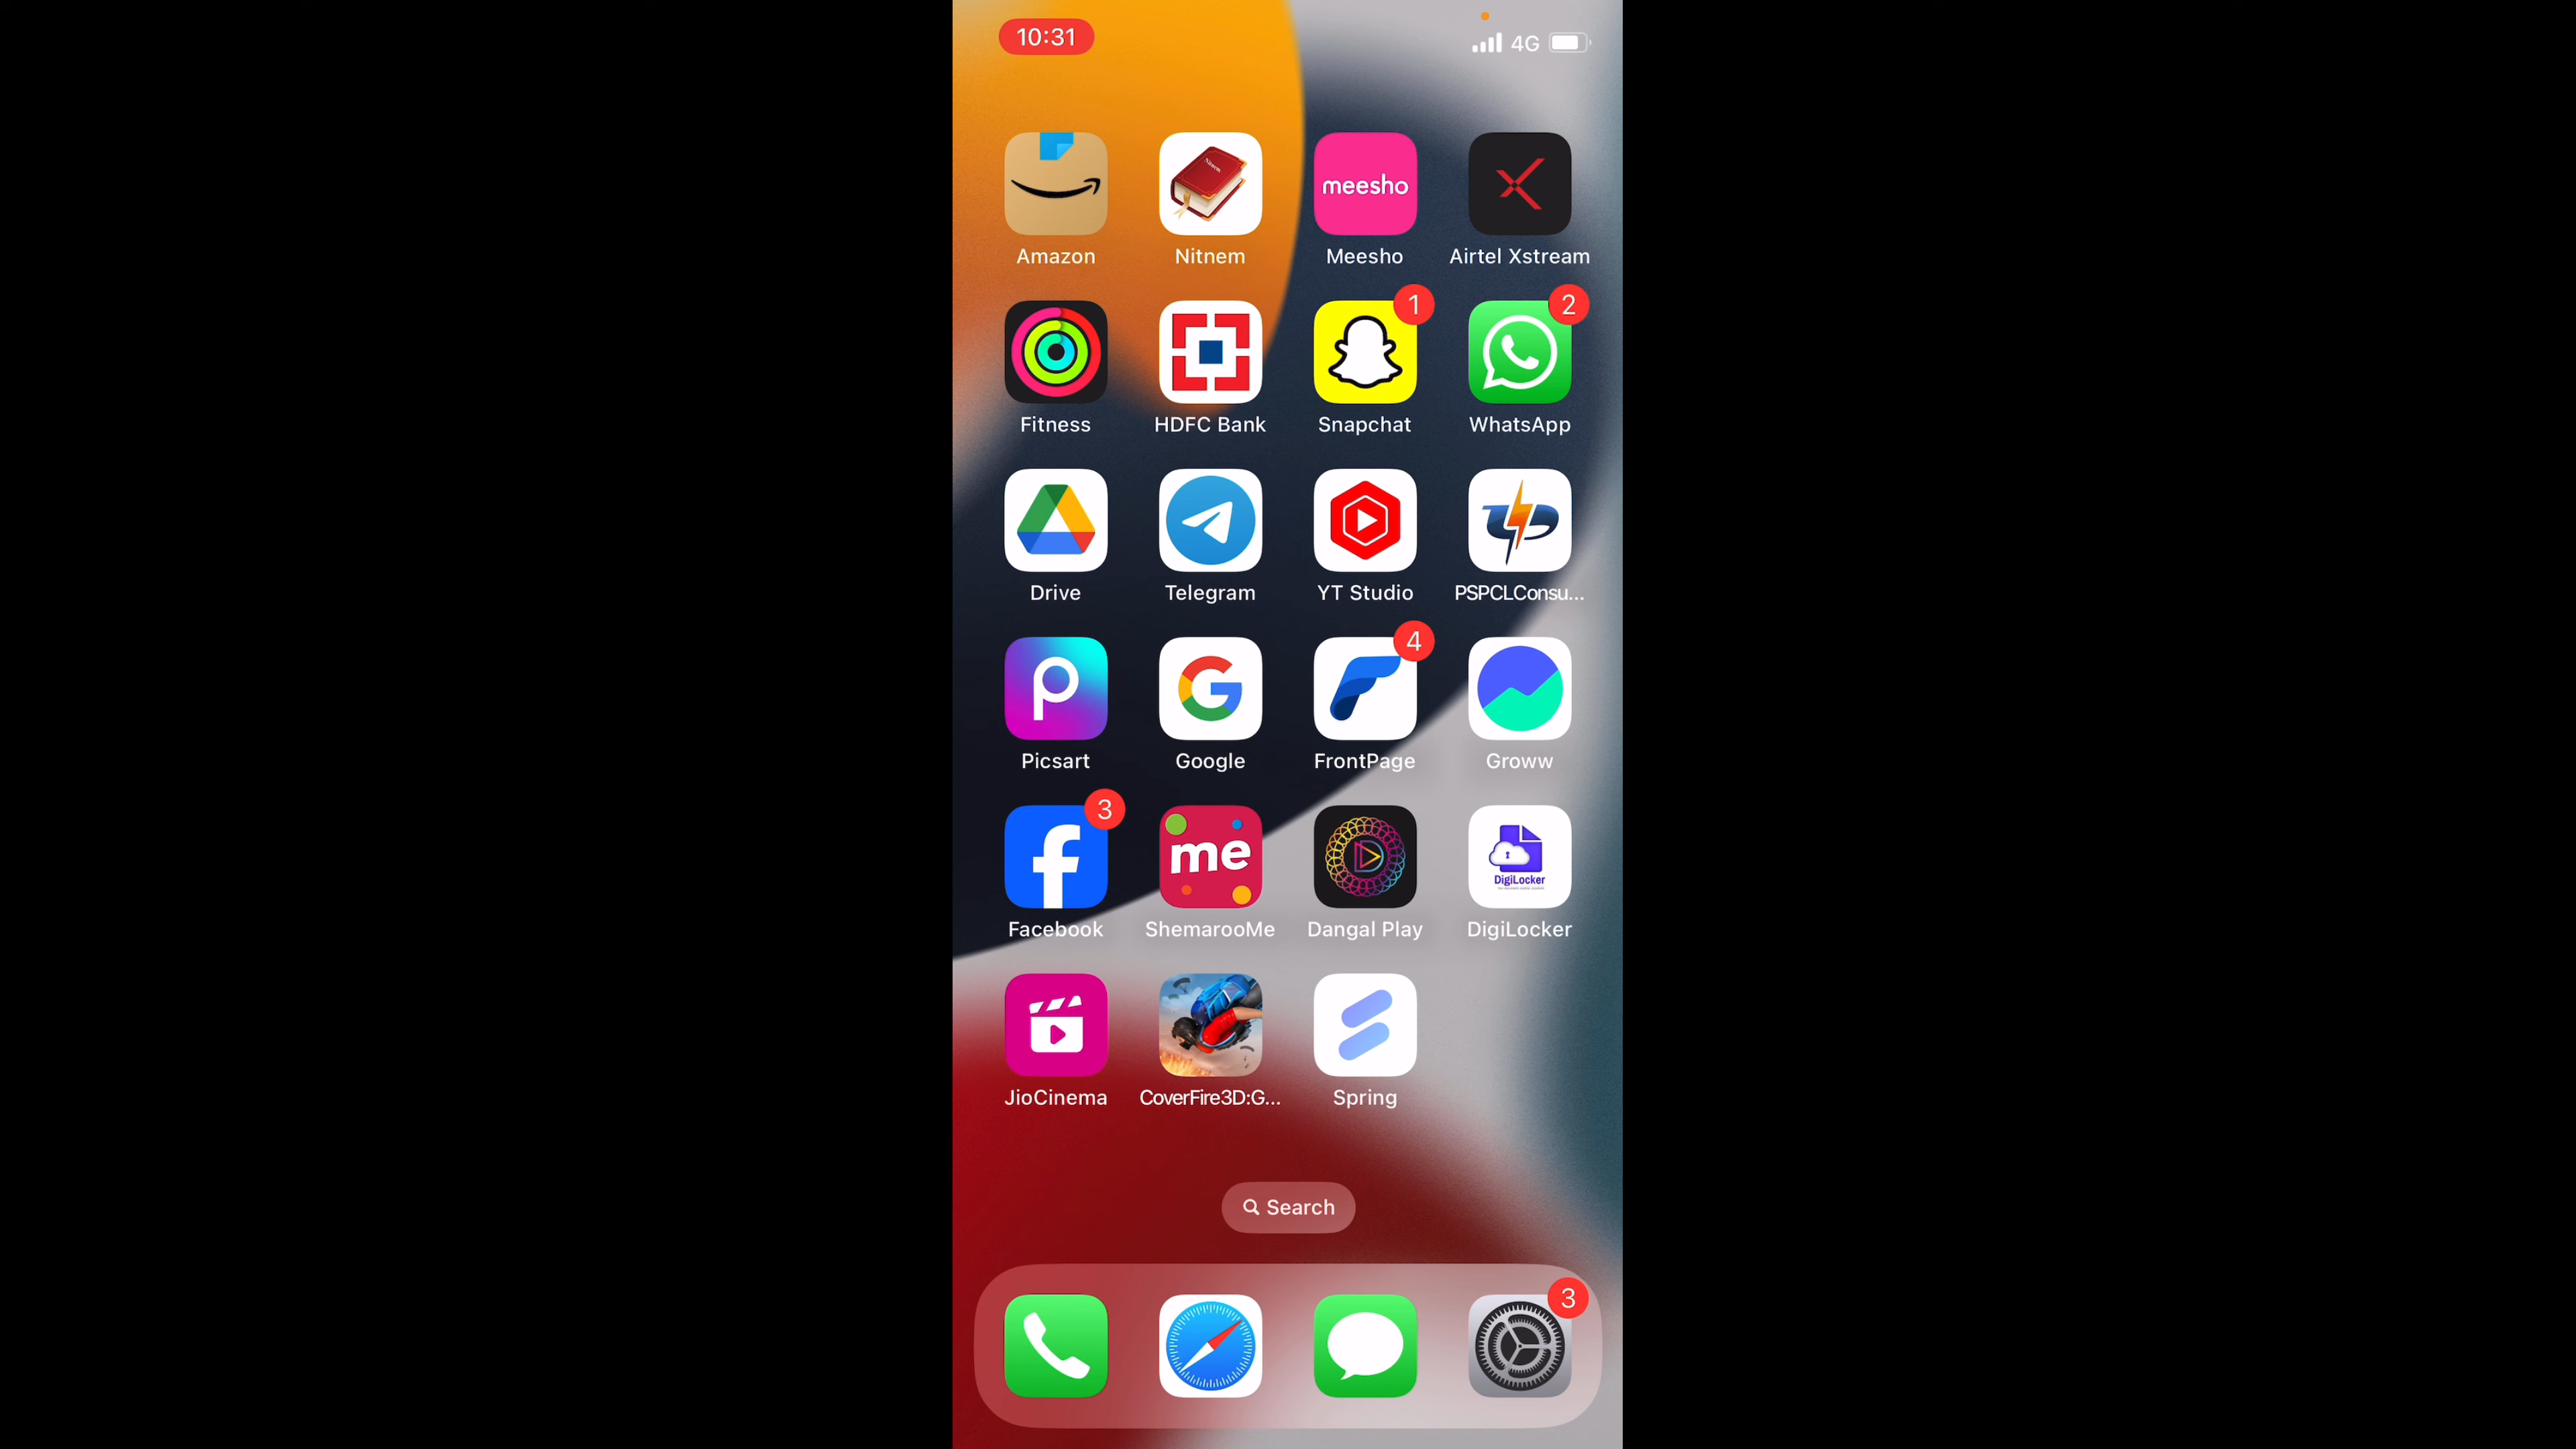 10:31
4G
meesho
Nitnem
Amazon Nitnem Meesho Airtel Xstream
1 2
Fitness HDFC Bank Snapchat WhatsApp
Drive Telegram YT Studio PSPCLConsu...
4
Picsart Google FrontPage Groww
3
me
DigiLocker
Facebook ShemarooMe Dangal Play DigiLocker
JioCinema CoverFire3D:G... Spring
Search
3